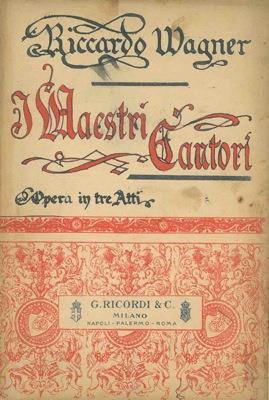 Riccardo Wagner
I Maestri
Cantori
Opera in tre Atti
G. RICORDI & C.
MILANO
NAPOLI - PALERMO - ROMA